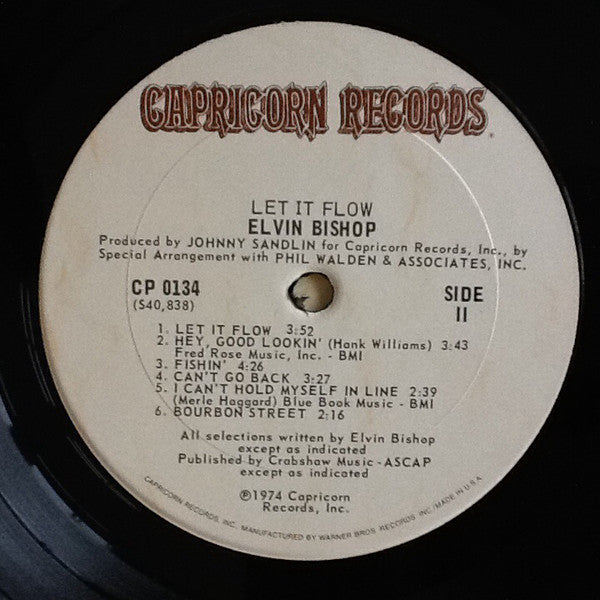 CAPRICORN RECORDS
LET IT FLOW
ELVIN BISHOP
Produced by JOHNNY SANDLIN for Capricorn Records, Inc., by
Special Arrangement with PHIL WALDEN & ASSOCIATES, INC.
CP 0134
(S40,838)
SIDE
II
1. LET IT FLOW 3:52
2. HEY, GOOD LOOKIN' (Hank Williams) 3:43
Fred Rose Music, Inc. - BMI
3. FISHIN' 4:26
4. CAN'T GO BACK 3:27
5. I CAN'T HOLD MYSELF IN LINE 2:39
(Merle Haggard) Blue Book Music - BMI
6. BOURBON STREET 2:16
All selections written by Elvin Bishop
except as indicated
Published by Crabshaw Music - ASCAP
except as indicated
℗1974 Capricorn
Records, Inc.
CAPRICORN RECORDS, INC. MANUFACTURED BY WARNER BROS. RECORDS INC./MADE IN U.S.A.